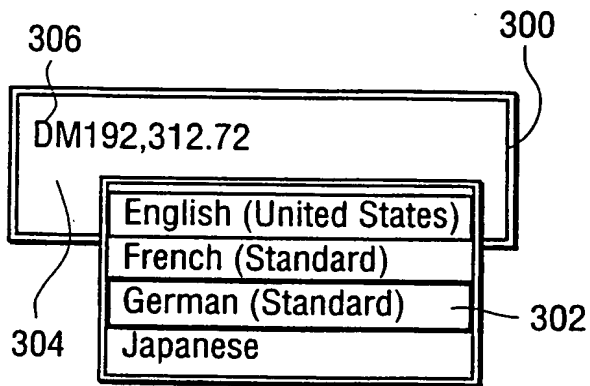 306
300
DM192,312.72
English (United States)
French (Standard)
German (Standard)
302
304
Japanese